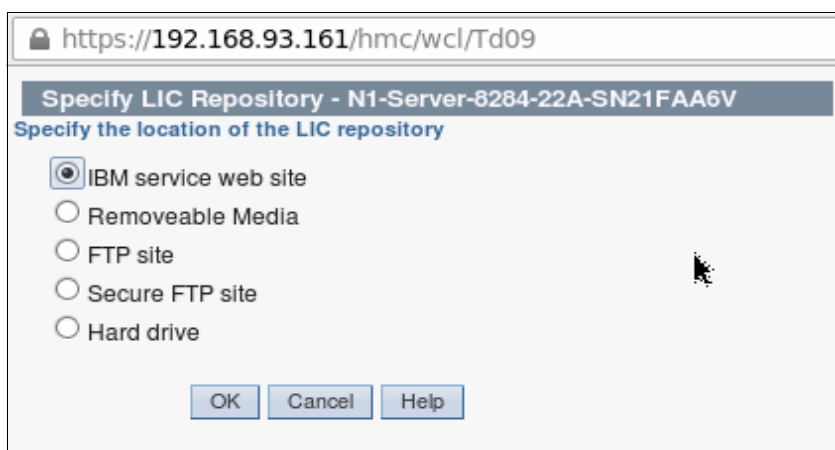 https://192.168.93.161/hmc/wcl/Td09
Specify LIC Repository - N1-Server-8284-22A-SN21FAA6V
Specify the location of the LIC repository
IBM service web site
Removeable Media
FTP site
Secure FTP site
Hard drive
OK Cancel Help